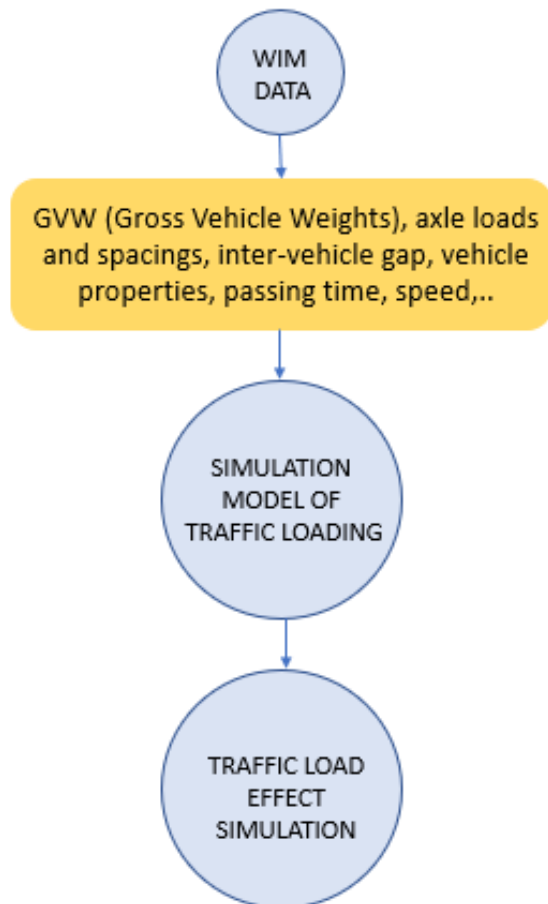 WIM
DATA
GVW (Gross Vehicle Weights), axle loads
and spacings, inter-vehicle gap, vehicle
properties, passing time, speed,..
SIMULATION
MODEL OF
TRAFFIC LOADING
TRAFFIC LOAD
EFFECT
SIMULATION